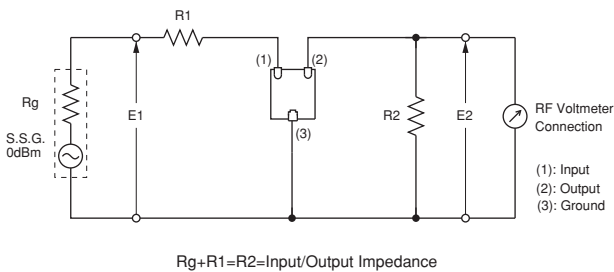 R1
(1)
(2)
Rg
S.S.G.
0dBm
E1
(3)
R2
E2
RF Voltmeter
Connection
(1): Input
(2): Output
(3): Ground
Rg+R1=R2=Input/Output Impedance